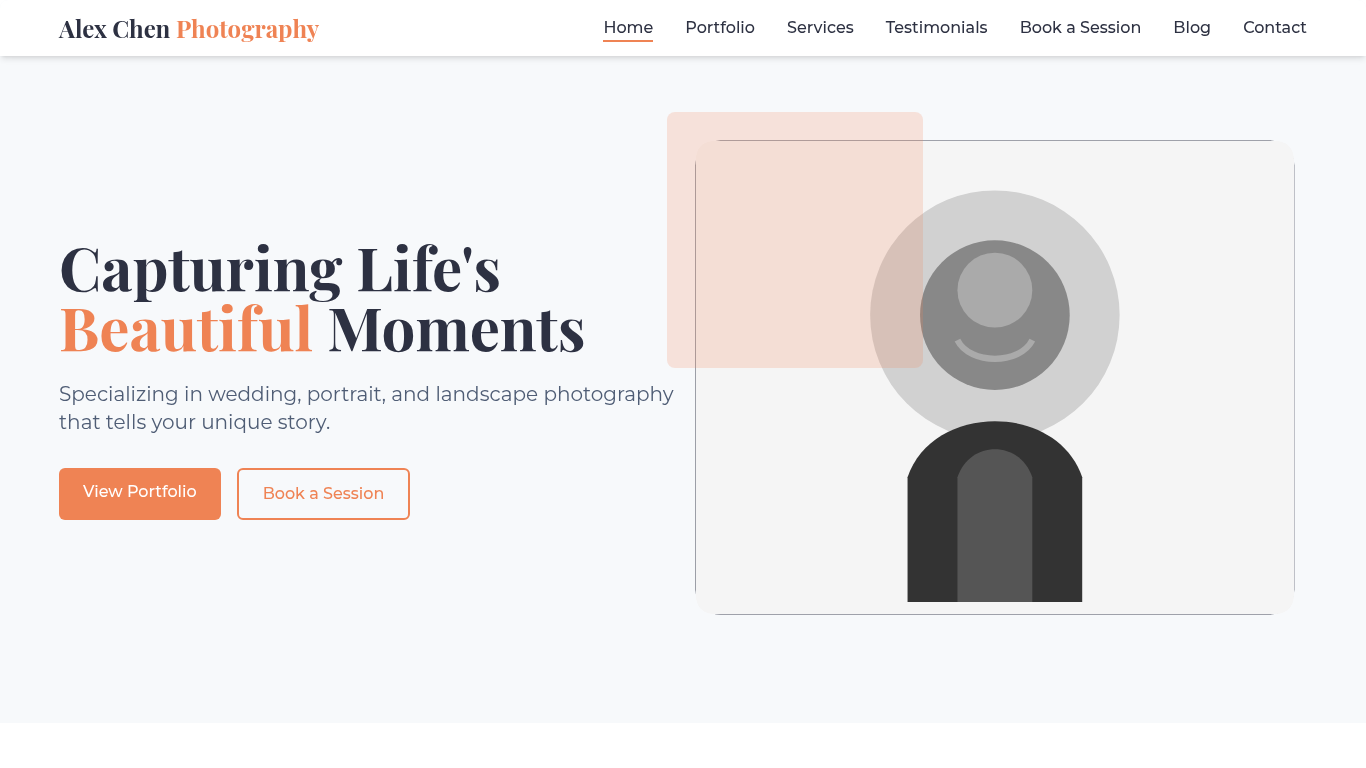 Alex Chen Photography
Home Portfolio Services Testimonials Book a Session Blog Contact
Capturing Life's
Beautiful Moments
Specializing in wedding, portrait, and landscape photography
that tells your unique story.
View Portfolio
Book a Session